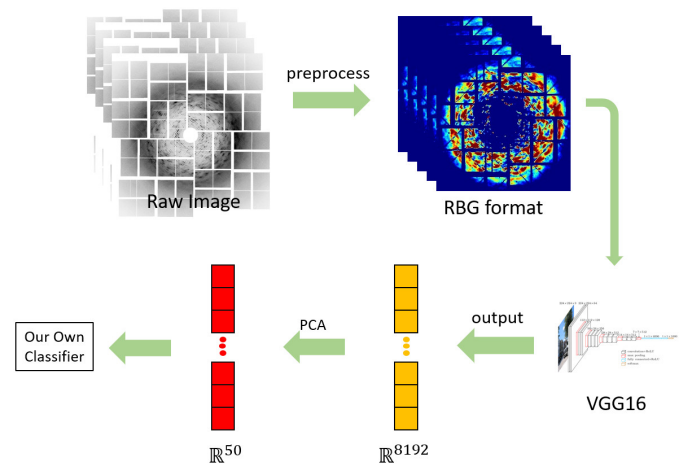 preprocess
Raw Image
RBG format
Our Own
Classifier
PCA
output
VGG16
ℝ⁵⁰
ℝ⁸¹⁹²